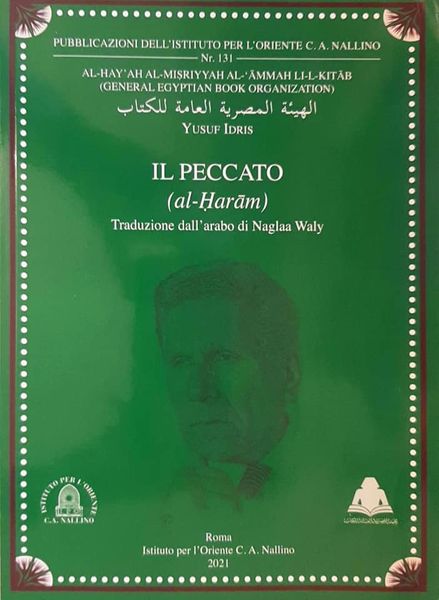 PUBBLICAZIONI DELL'ISTITUTO PER L'ORIENTE C. A. NALLINO
Nr. 131
AL-HAY'AH AL-MIṢRIYYAH AL-'ĀMMAH LI-L-KITĀB
(GENERAL EGYPTIAN BOOK ORGANIZATION)
الهيئة المصرية العامة للكتاب
YUSUF IDRIS
IL PECCATO
(al-Ḥarām)
Traduzione dall'arabo di Naglaa Waly
ISTITUTO PER L'ORIENTE
I P O
C.A. NALLINO
Roma
Istituto per l'Oriente C. A. Nallino
2021